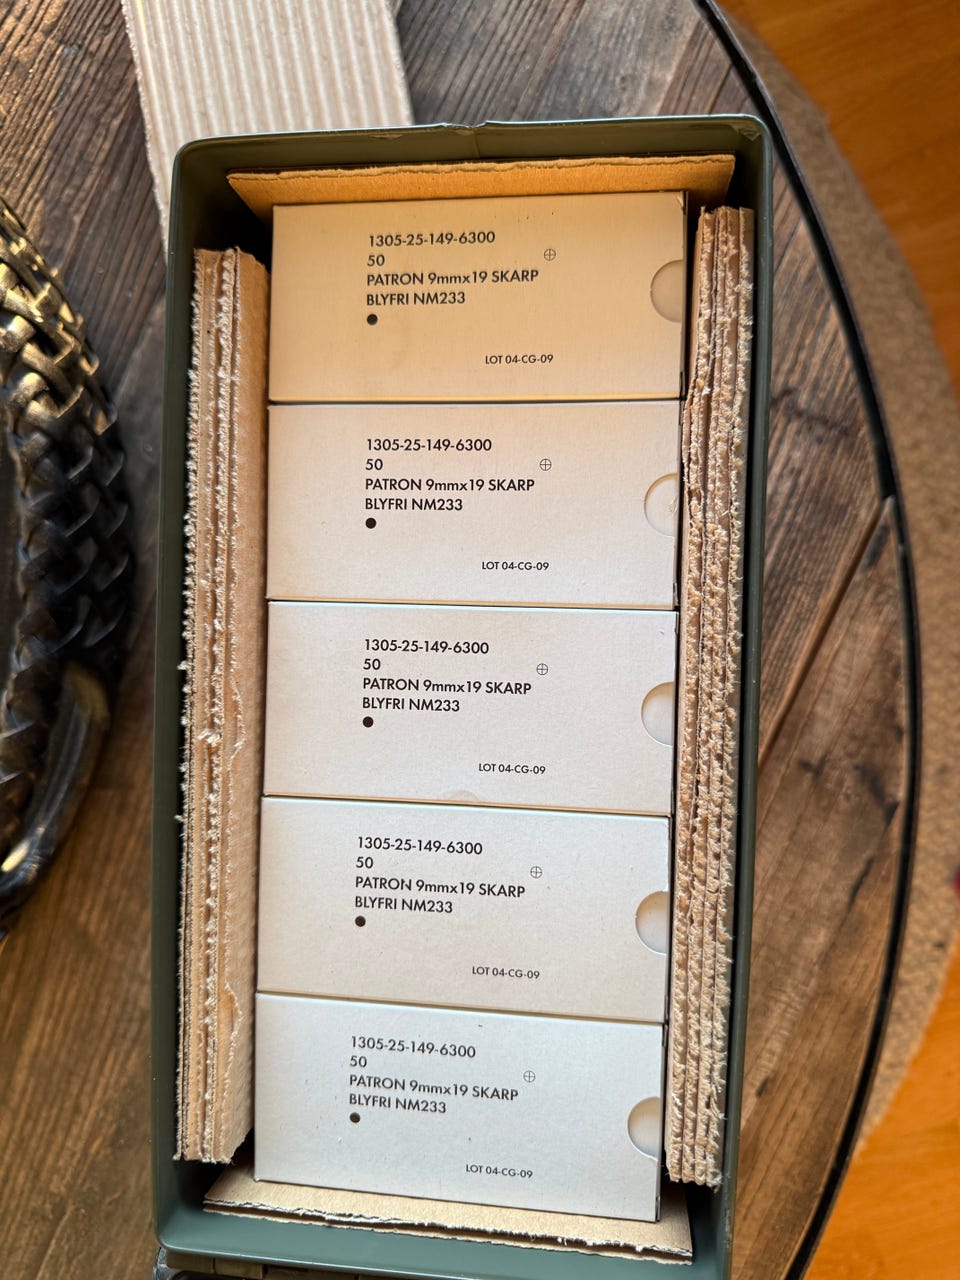 1305-25-149-6300
50
PATRON 9mmx19 SKARP
BLYFRI NM233
LOT 04-CG-09
1305-25-149-6300
50
PATRON 9mmx19 SKARP
BLYFRI NM233
LOT 04-CG-09
1305-25-149-6300
50
PATRON 9mmx19 SKARP
BLYFRI NM233
LOT 04-CG-09
1305-25-149-6300
50
PATRON 9mmx19 SKARP
BLYFRI NM233
LOT 04-CG-09
1305-25-149-6300
50
PATRON 9mmx19 SKARP
BLYFRI NM233
LOT 04-CG-09